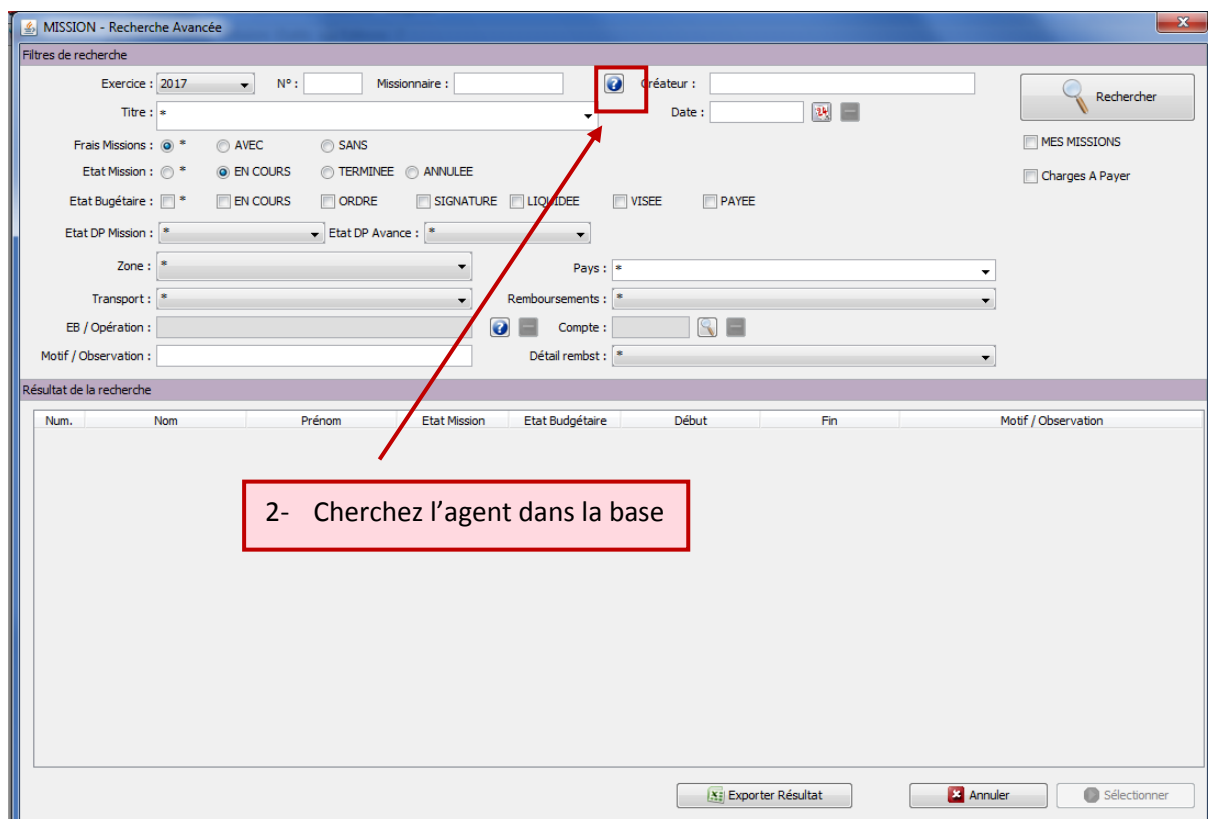 MISSION - Recherche Avancée
Filtres de recherche
Exercice : 2017 N° : Missionnaire : Créateur : Rechercher
Titre : * Date :
Frais Missions : * AVEC SANS MES MISSIONS
Etat Mission : * EN COURS TERMINEE ANNULEE Charges A Payer
Etat Bugétaire : * EN COURS ORDRE SIGNATURE LIQUIDEE VISEE PAYEE
Etat DP Mission : * Etat DP Avance : *
Zone : * Pays : *
Transport : * Remboursements : *
EB / Opération : Compte :
Motif / Observation : Détail rembst : *
Résultat de la recherche
Num. Nom Prénom Etat Mission Etat Budgétaire Début Fin Motif / Observation
2- Cherchez l’agent dans la base
Exporter Résultat Annuler Sélectionner